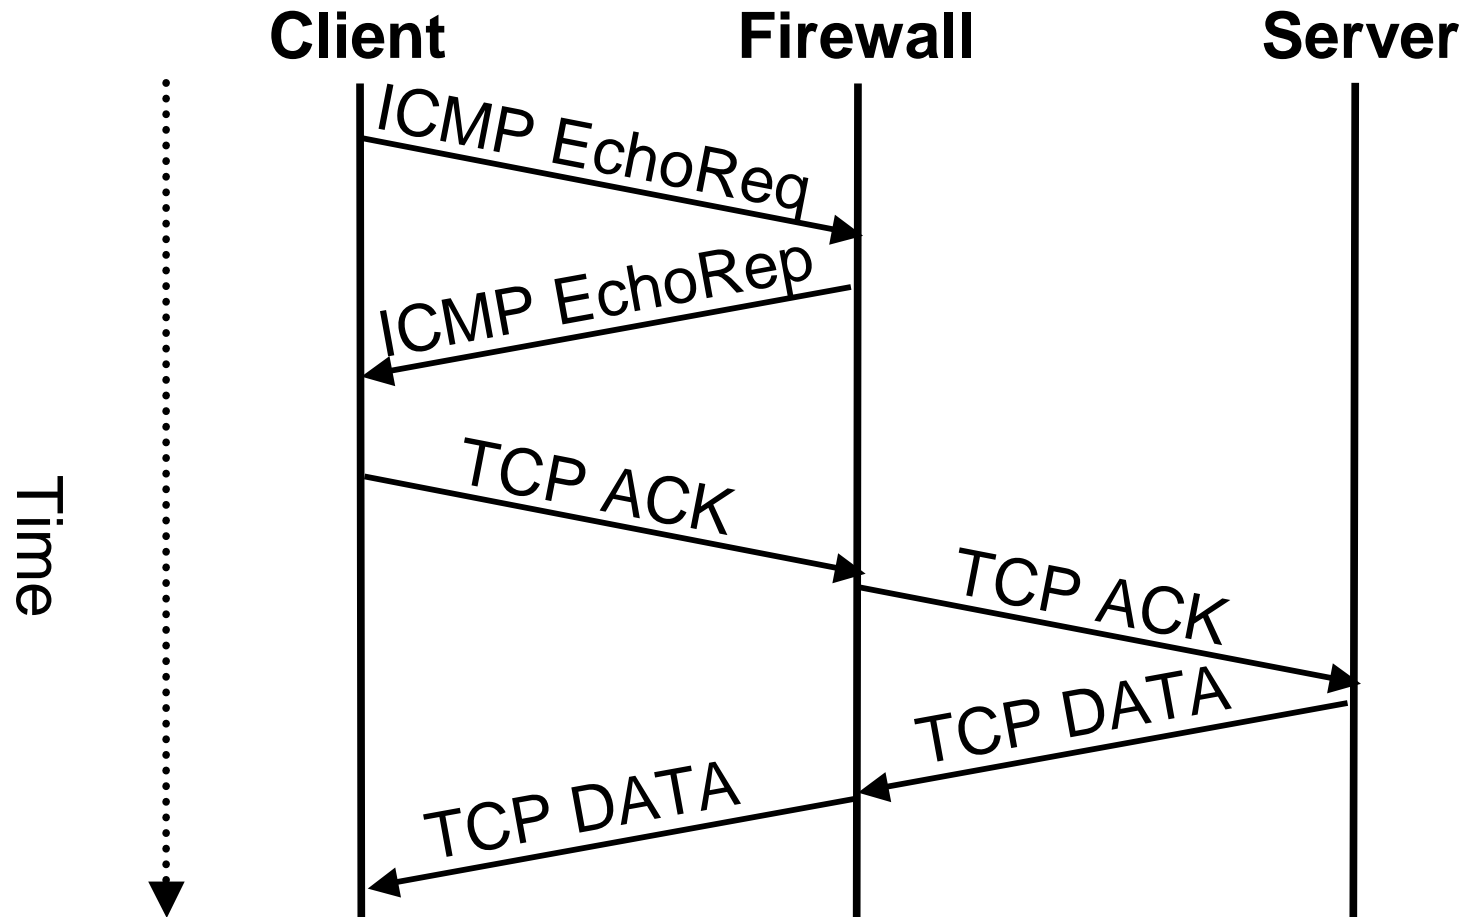 Client Firewall Server
ICMP EchoReq
ICMP EchoRep
TCP ACK
TCP ACK
TCP DATA
TCP DATA
Time